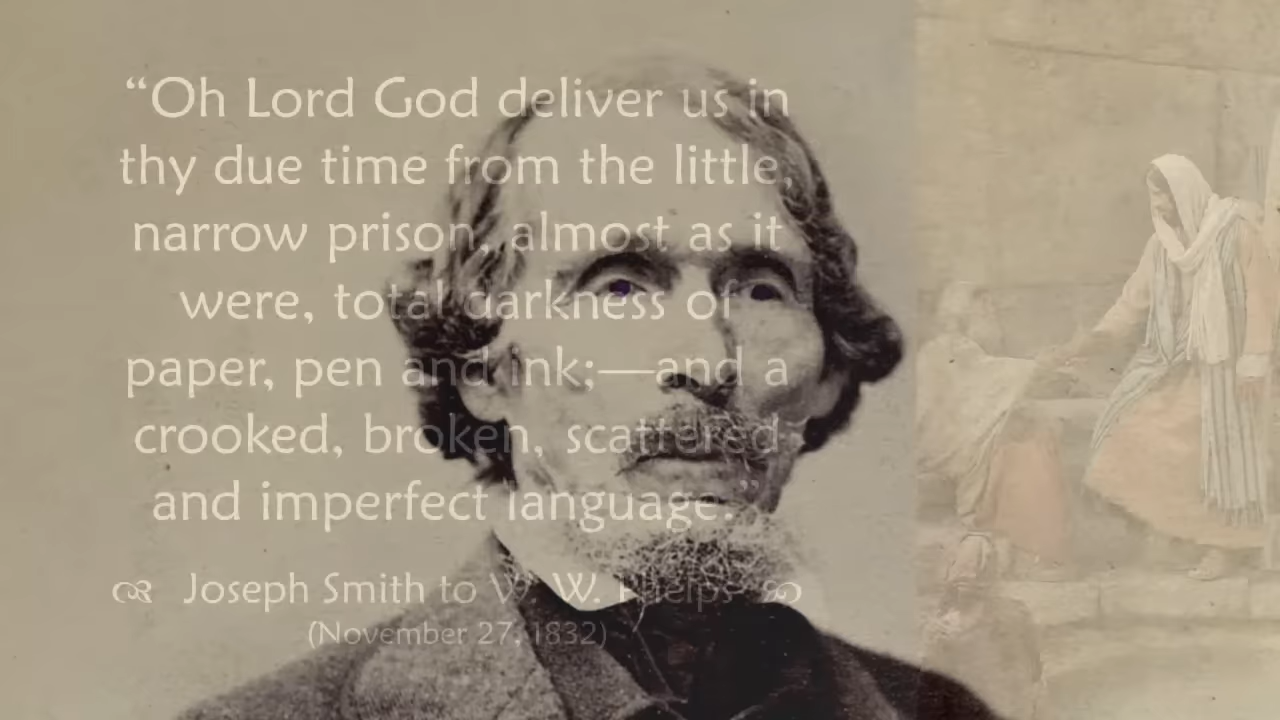 “Oh Lord God deliver us in
thy due time from the little,
narrow prison, almost as it
were, total darkness of
paper, pen and ink;—and a
crooked, broken, scattered
and imperfect language.”
Joseph Smith to W. W. Phelps
(November 27, 1832)